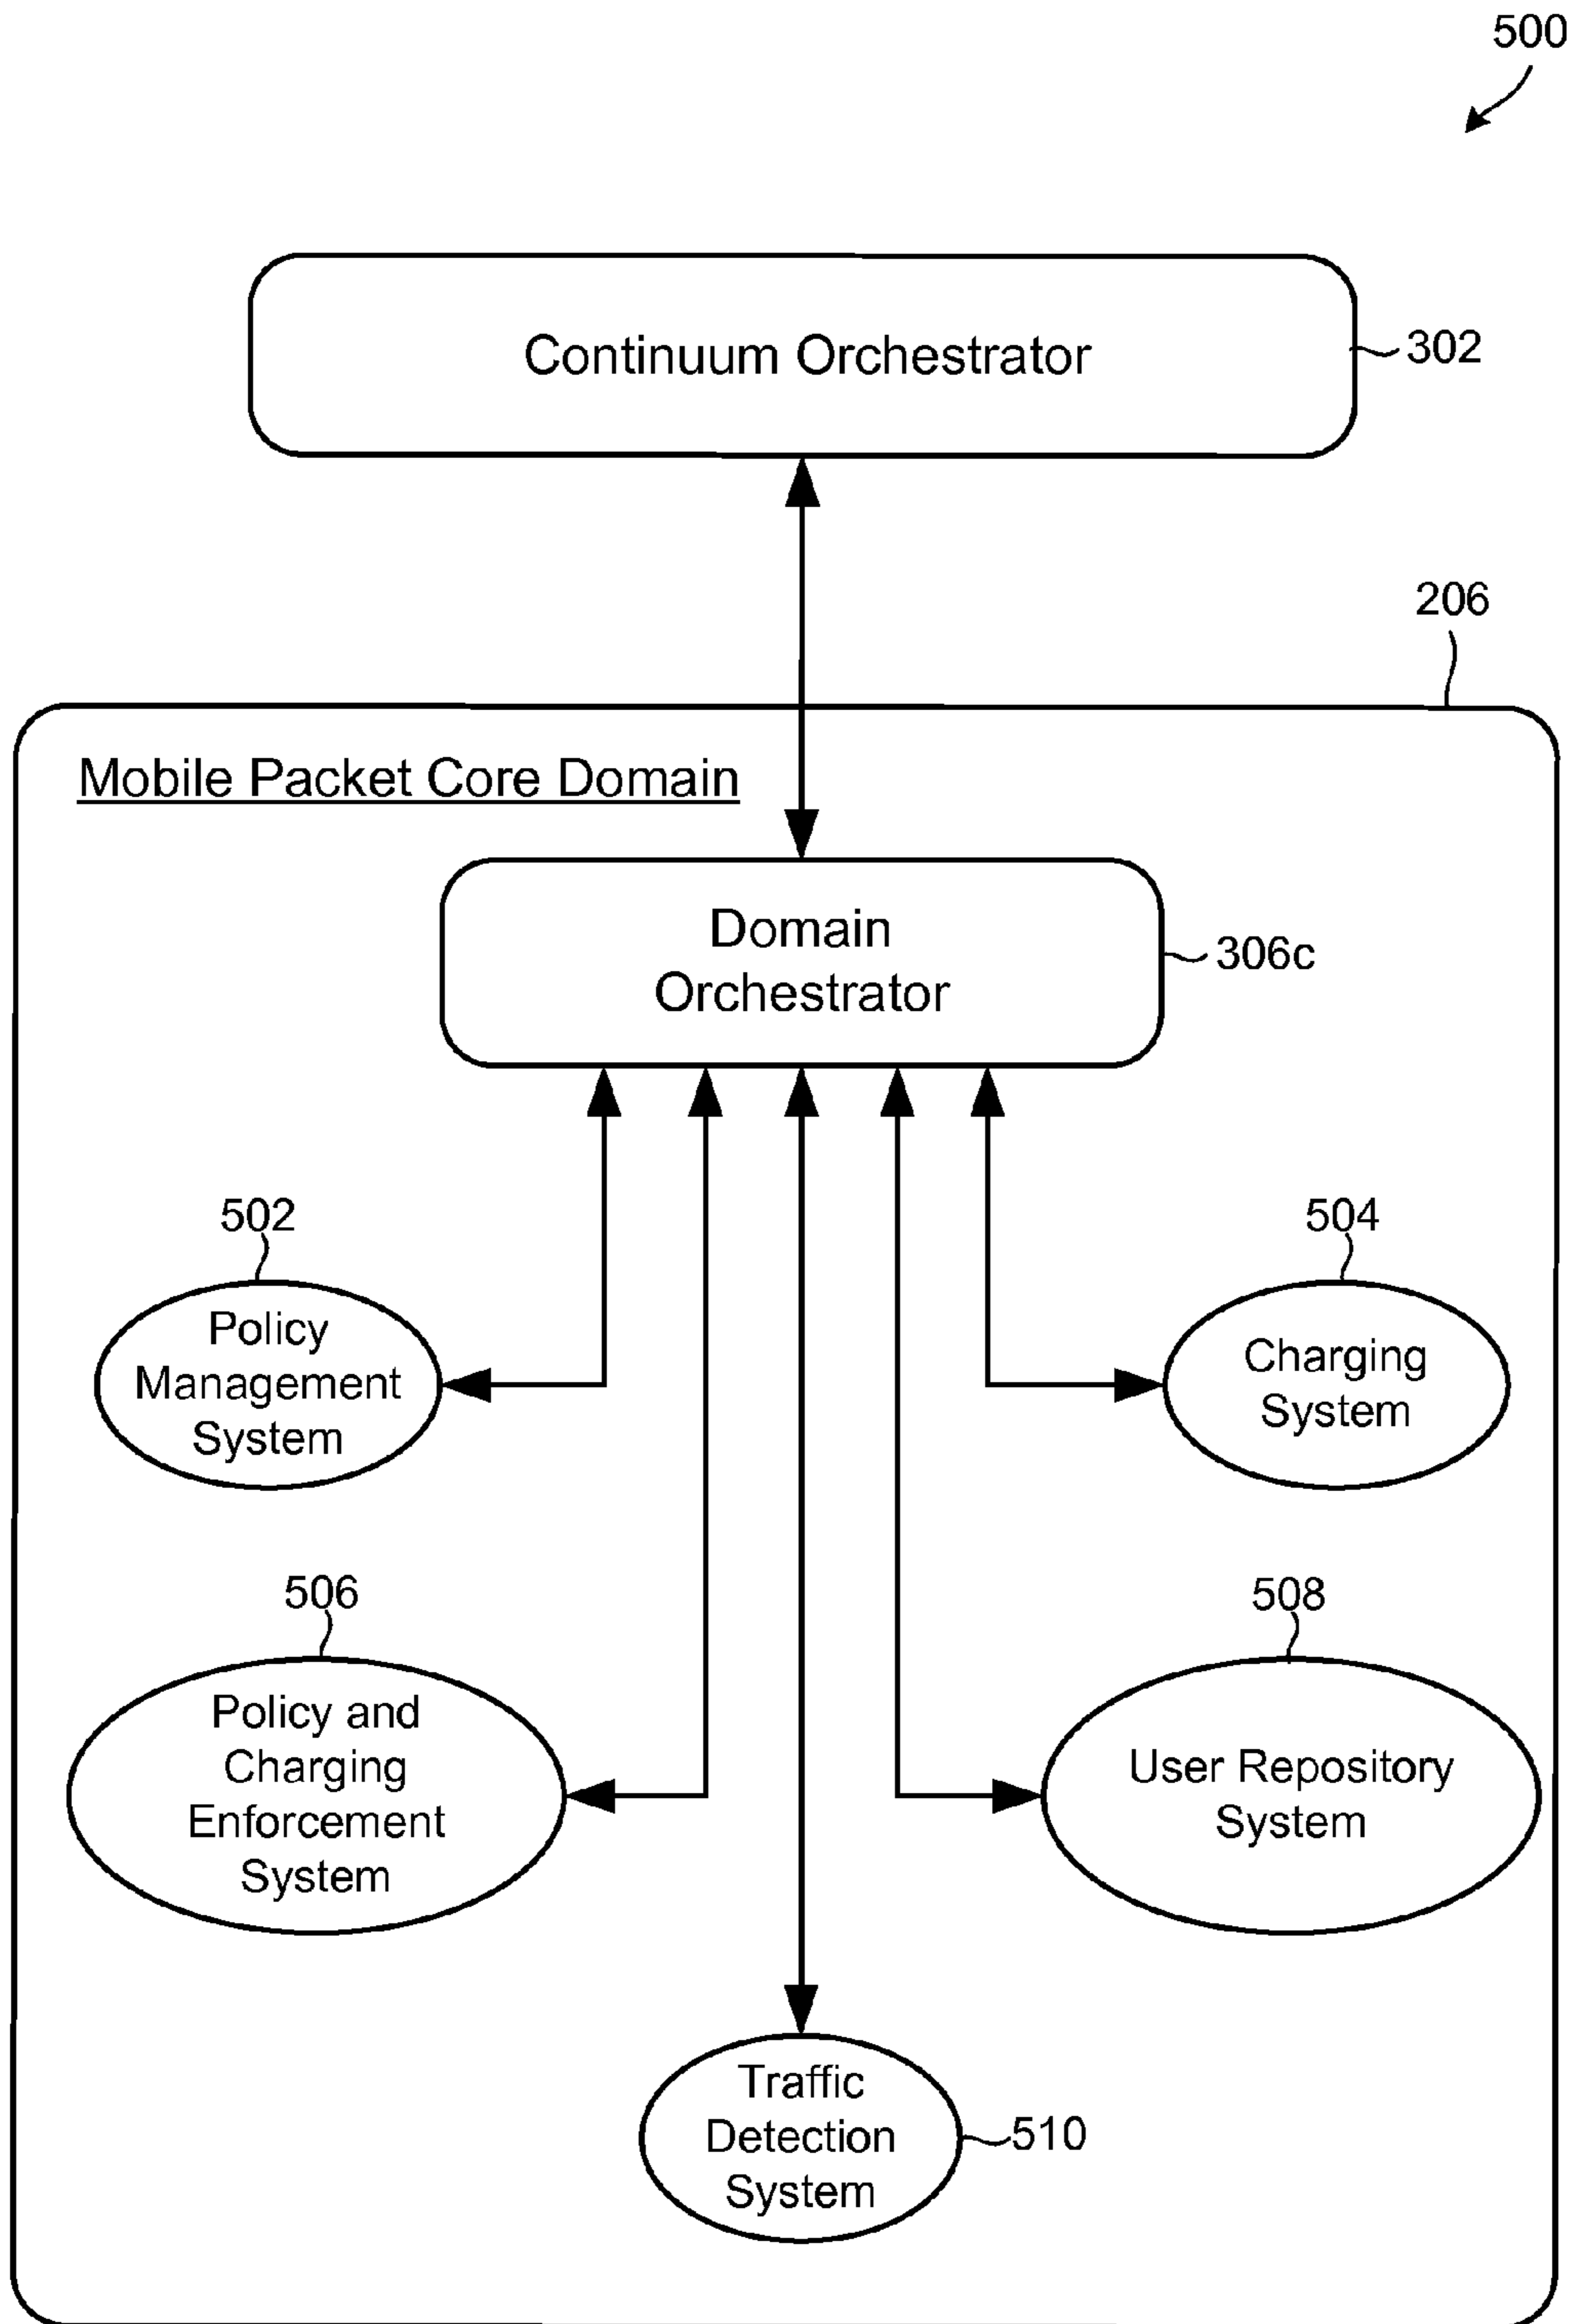 500
Continuum Orchestrator
302
206
Mobile Packet Core Domain
Domain
Orchestrator
306c
502
Policy
Management
System
504
Charging
System
506
Policy and
Charging
Enforcement
System
508
User Repository
System
Traffic
Detection
System
510